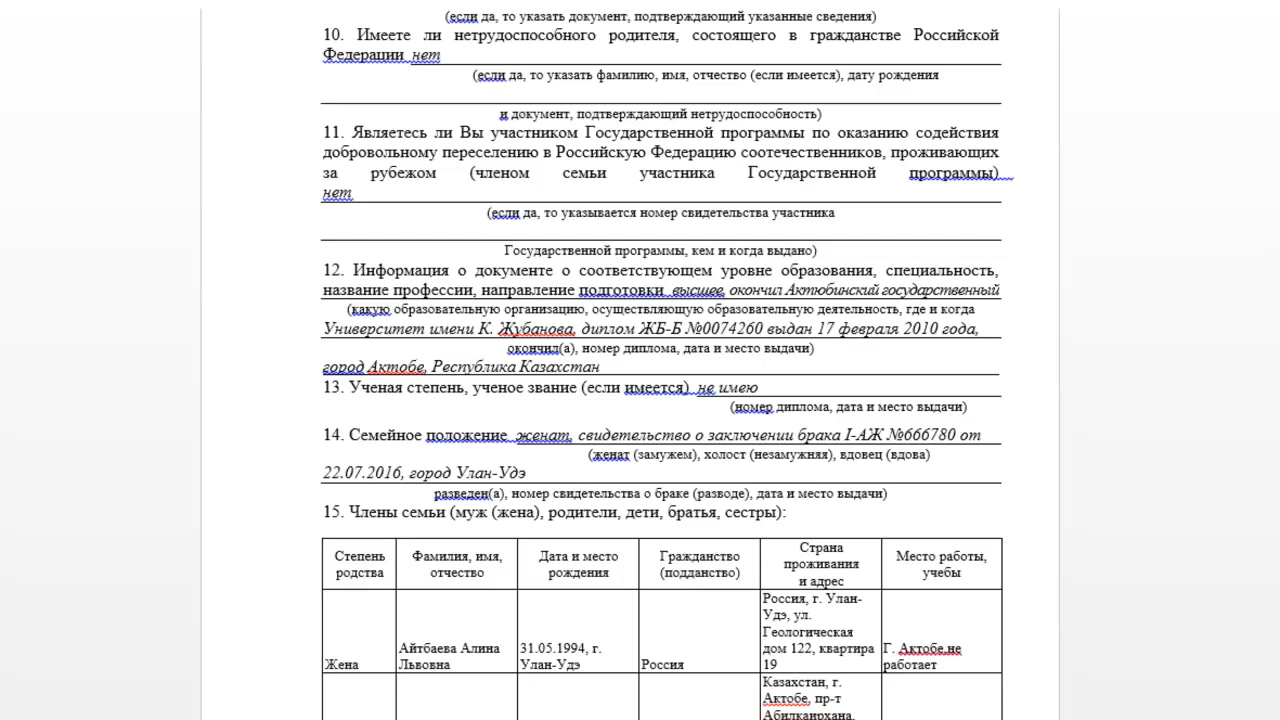 (если да, то указать документ, подтверждающий указанные сведения)
10. Имеете ли нетрудоспособного родителя, состоящего в гражданстве Российской
Федерации нет
(если да, то указать фамилию, имя, отчество (если имеется), дату рождения
и документ, подтверждающий нетрудоспособность)
11. Являетесь ли Вы участником Государственной программы по оказанию содействия
добровольному переселению в Российскую Федерацию соотечественников, проживающих
за рубежом (членом семьи участника Государственной программы)
нет
(если да, то указывается номер свидетельства участника
Государственной программы, кем и когда выдано)
12. Информация о документе о соответствующем уровне образования, специальность,
название профессии, направление подготовки высшее, окончил Актюбинский государственный
(какую образовательную организацию, осуществляющую образовательную деятельность, где и когда
Университет имени К. Жубанова, диплом ЖБ-Б №0074260 выдан 17 февраля 2010 года,
окончил(а), номер диплома, дата и место выдачи)
город Актобе, Республика Казахстан
13. Ученая степень, ученое звание (если имеется) не имею
(номер диплома, дата и место выдачи)
14. Семейное положение женат, свидетельство о заключении брака I-АЖ №666780 от
(женат (замужем), холост (незамужняя), вдовец (вдова)
22.07.2016, город Улан-Удэ
разведен(а), номер свидетельства о браке (разводе), дата и место выдачи)
15. Члены семьи (муж (жена), родители, дети, братья, сестры):
Степень
родства
Фамилия, имя,
отчество
Дата и место
рождения
Гражданство
(подданство)
Страна
проживания
и адрес
Место работы,
учебы
Жена
Айтбаева Алина
Львовна
31.05.1994, г.
Улан-Удэ
Россия
Россия, г. Улан-
Удэ, ул.
Геологическая
дом 122, квартира
19
Г. Актобе,не
работает
Казахстан, г.
Актобе, пр-т
Абилкаирхана,